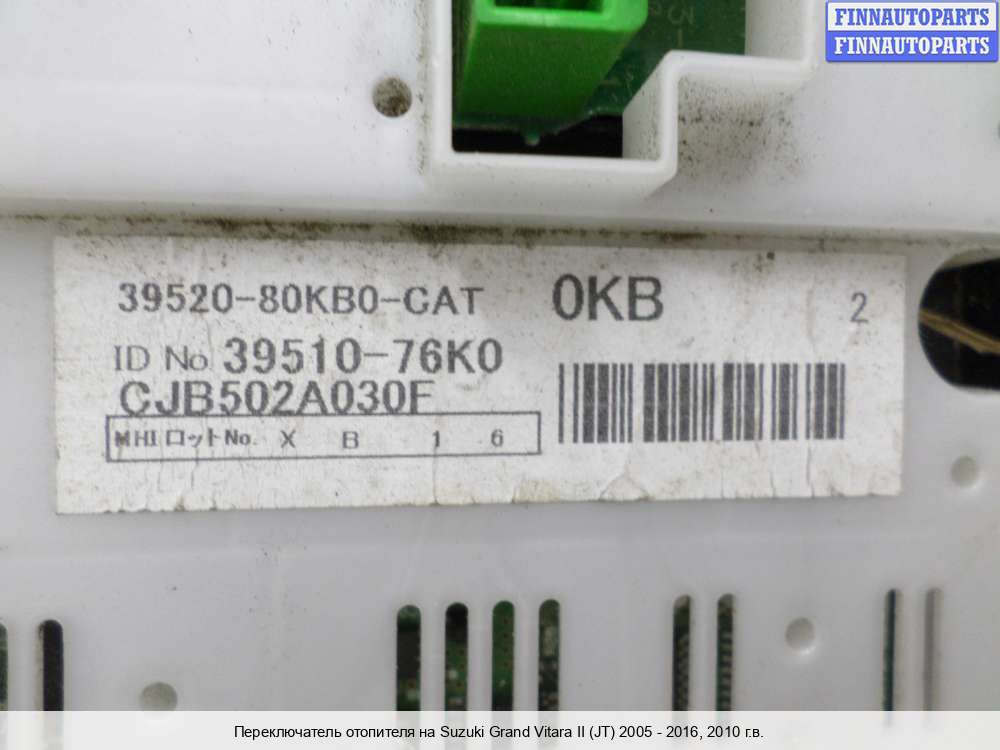 FINNAUTOPARTS
FINNAUTOPARTS
39520-80KB0-CAT 0KB 2
ID No 39510-76K0
CJB502A030F
MHI ロットNo. X B 1 6
Переключатель отопителя на Suzuki Grand Vitara II (JT) 2005 - 2016, 2010 г.в.